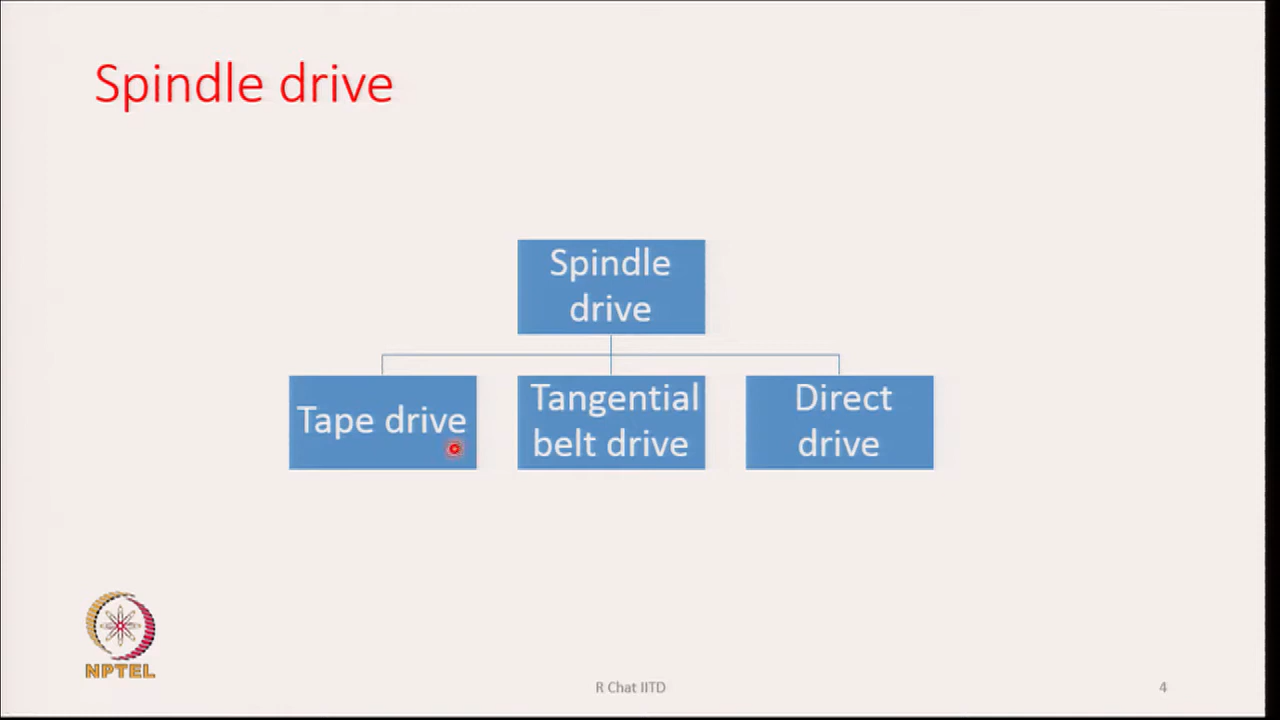 Spindle drive
Spindle
drive
Tape drive
Tangential
belt drive
Direct
drive
NPTEL
R Chat IITD
4